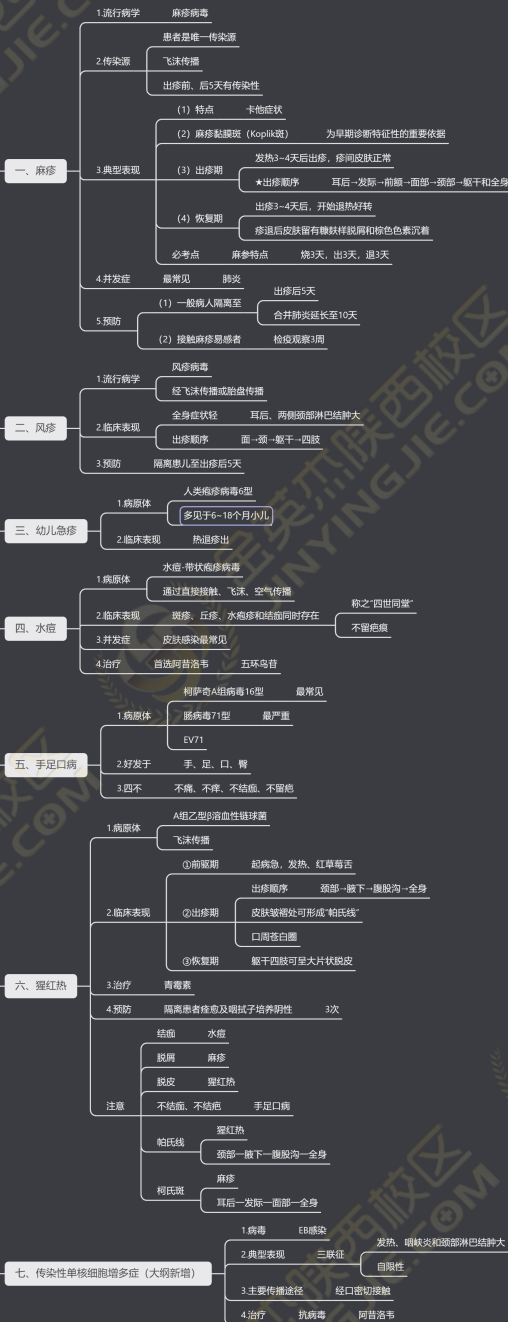 一、麻疹
1.流行病学 麻疹病毒
2.传染源
患者是唯一传染源
飞沫传播
出疹前、后5天有传染性
3.典型表现
（1）特点 卡他症状
（2）麻疹黏膜斑（Koplik斑） 为早期诊断特征性的重要依据
（3）出疹期
发热3~4天后出疹，疹间皮肤正常
★出疹顺序 耳后→发际→前额→面部→颈部→躯干和全身
（4）恢复期
出疹3~4天后，开始退热好转
疹退后皮肤留有糠麸样脱屑和棕色色素沉着
必考点 麻参特点 烧3天，出3天，退3天
4.并发症 最常见 肺炎
5.预防
（1）一般病人隔离至
出疹后5天
合并肺炎延长至10天
（2）接触麻疹易感者 检疫观察3周
二、风疹
1.流行病学
风疹病毒
经飞沫传播或胎盘传播
2.临床表现
全身症状轻 耳后、两侧颈部淋巴结肿大
出疹顺序 面→颈→躯干→四肢
3.预防 隔离患儿至出疹后5天
三、幼儿急疹
1.病原体
人类疱疹病毒6型
多见于6~18个月小儿
2.临床表现 热退疹出
四、水痘
1.病原体
水痘-带状疱疹病毒
通过直接接触、飞沫、空气传播
2.临床表现 斑疹、丘疹、水疱疹和结痂同时存在
称之“四世同堂”
不留疤痕
3.并发症 皮肤感染最常见
4.治疗 首选阿昔洛韦 五环鸟苷
五、手足口病
1.病原体
柯萨奇A组病毒16型 最常见
肠病毒71型 最严重
EV71
2.好发于 手、足、口、臀
3.四不 不痛、不痒、不结痂、不留疤
六、猩红热
1.病原体
A组乙型β溶血性链球菌
飞沫传播
2.临床表现
①前驱期 起病急，发热、红草莓舌
②出疹期
出疹顺序 颈部→腋下→腹股沟→全身
皮肤皱褶处可形成“帕氏线”
口周苍白圈
③恢复期 躯干四肢可呈大片状脱皮
3.治疗 青霉素
4.预防 隔离患者痊愈及咽拭子培养阴性 3次
注意
结痂 水痘
脱屑 麻疹
脱皮 猩红热
不结痂、不结疤 手足口病
帕氏线
猩红热
颈部一腋下一腹股沟一全身
柯氏斑
麻疹
耳后一发际一面部一全身
七、传染性单核细胞增多症（大纲新增）
1.病毒 EB感染
2.典型表现 三联征
发热、咽峡炎和颈部淋巴结肿大
自限性
3.主要传播途径 经口密切接触
4.治疗 抗病毒 阿昔洛韦
金英杰陕西校区
JINYINGJIE.COM